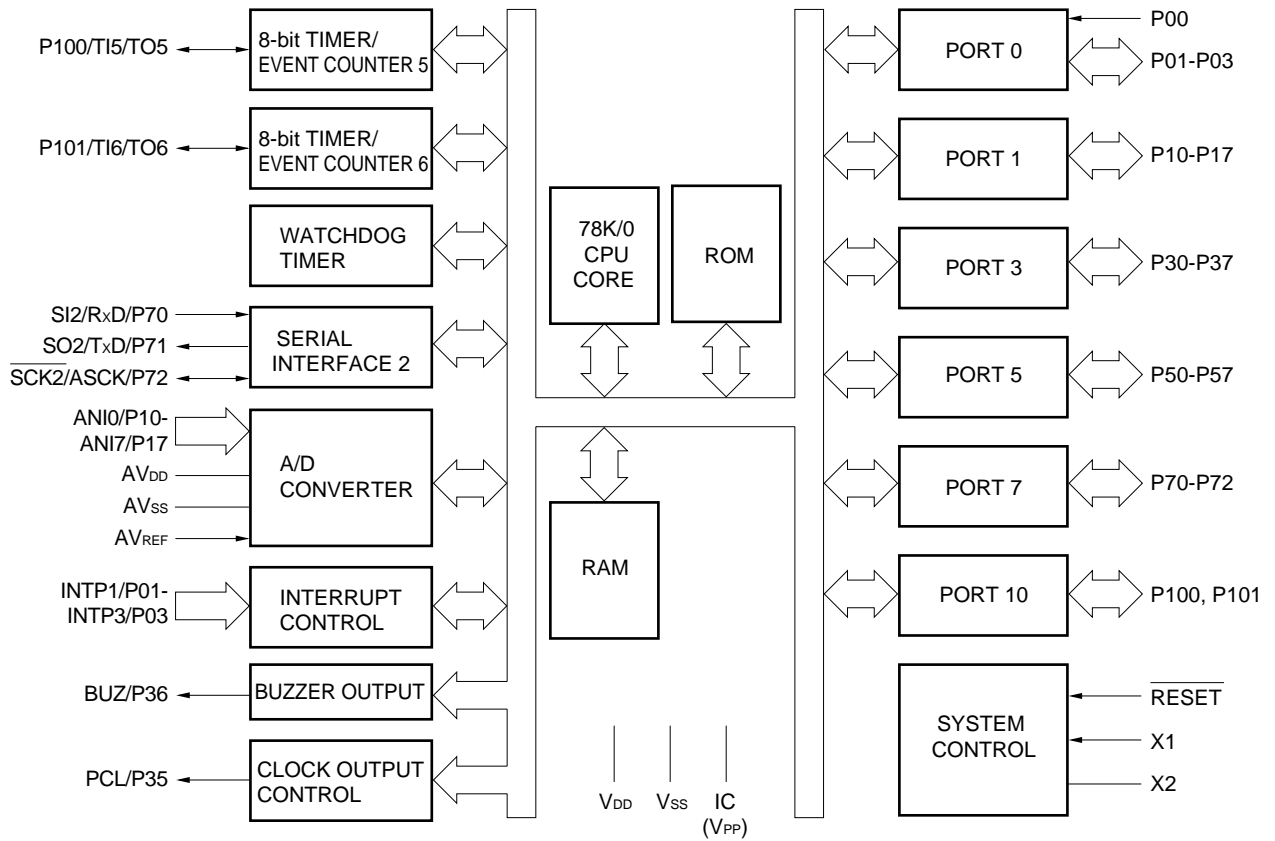 P100/TI5/TO5
8-bit TIMER/
EVENT COUNTER 5
P101/TI6/TO6
8-bit TIMER/
EVENT COUNTER 6
WATCHDOG
TIMER
SI2/RxD/P70
SO2/TxD/P71
SCK2/ASCK/P72
SERIAL
INTERFACE 2
ANI0/P10-
ANI7/P17
AVDD
AVSS
AVREF
A/D
CONVERTER
INTP1/P01-
INTP3/P03
INTERRUPT
CONTROL
BUZ/P36
BUZZER OUTPUT
PCL/P35
CLOCK OUTPUT
CONTROL
78K/0
CPU
CORE
ROM
RAM
VDD
VSS
IC
(VPP)
PORT 0
P00
P01-P03
PORT 1
P10-P17
PORT 3
P30-P37
PORT 5
P50-P57
PORT 7
P70-P72
PORT 10
P100, P101
SYSTEM
CONTROL
RESET
X1
X2